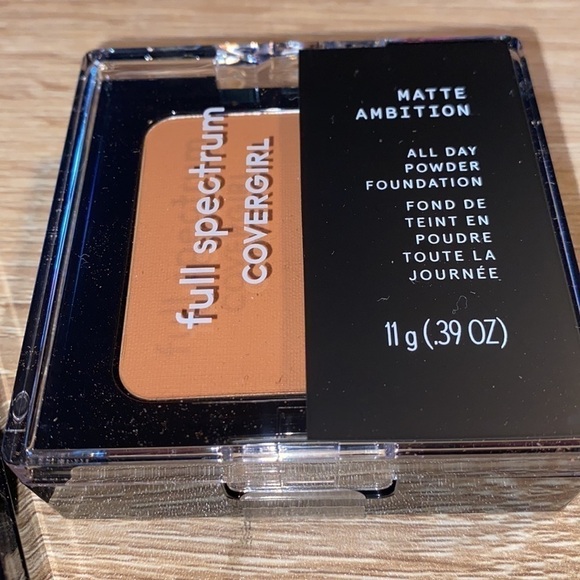 full spectrum
COVERGIRL
MATTE
AMBITION
ALL DAY
POWDER
FOUNDATION
FOND DE
TEINT EN
POUDRE
TOUTE LA
JOURNÉE
11 g (.39 OZ)